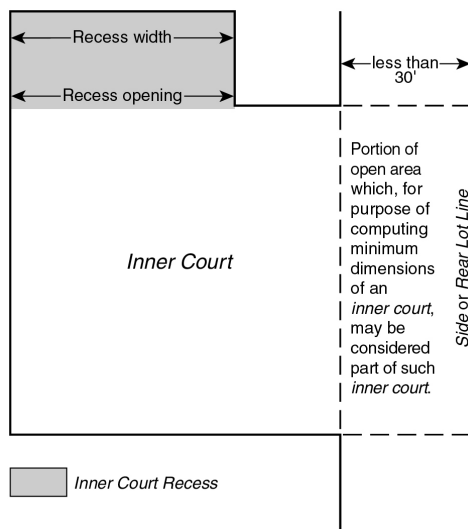 Recess width
less than
30'
Recess opening
Portion of
open area
which, for
purpose of
computing
minimum
dimensions
of an
inner court,
may be
considered
part of such
inner court.
Inner Court
Side or Rear Lot Line
Inner Court Recess